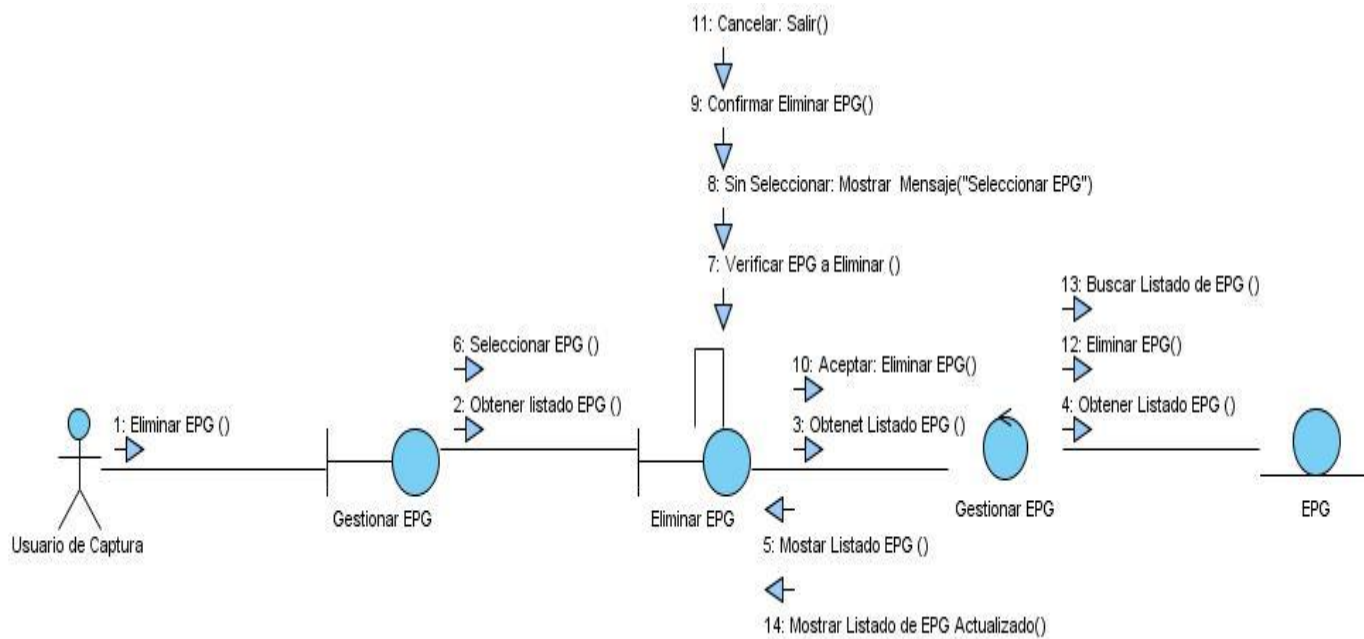 11: Cancelar: Salir()
9: Confirmar Eliminar EPG()
8: Sin Seleccionar: Mostrar Mensaje("Seleccionar EPG")
7: Verificar EPG a Eliminar ()
13: Buscar Listado de EPG ()
6: Seleccionar EPG ()
12: Eliminar EPG()
10: Aceptar: Eliminar EPG()
1: Eliminar EPG ()
2: Obtener listado EPG ()
3: Obtenet Listado EPG ()
4: Obtener Listado EPG ()
Usuario de Captura
Gestionar EPG
Eliminar EPG
Gestionar EPG
EPG
5: Mostar Listado EPG ()
14: Mostrar Listado de EPG Actualizado()